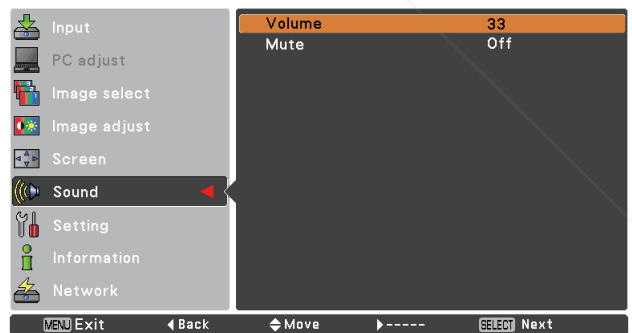 Input
PC adjust
Image select
Image adjust
Screen
Sound
Setting
Information
Network
Volume 33
Mute Off
MENU Exit Back Move ----- SELECT Next